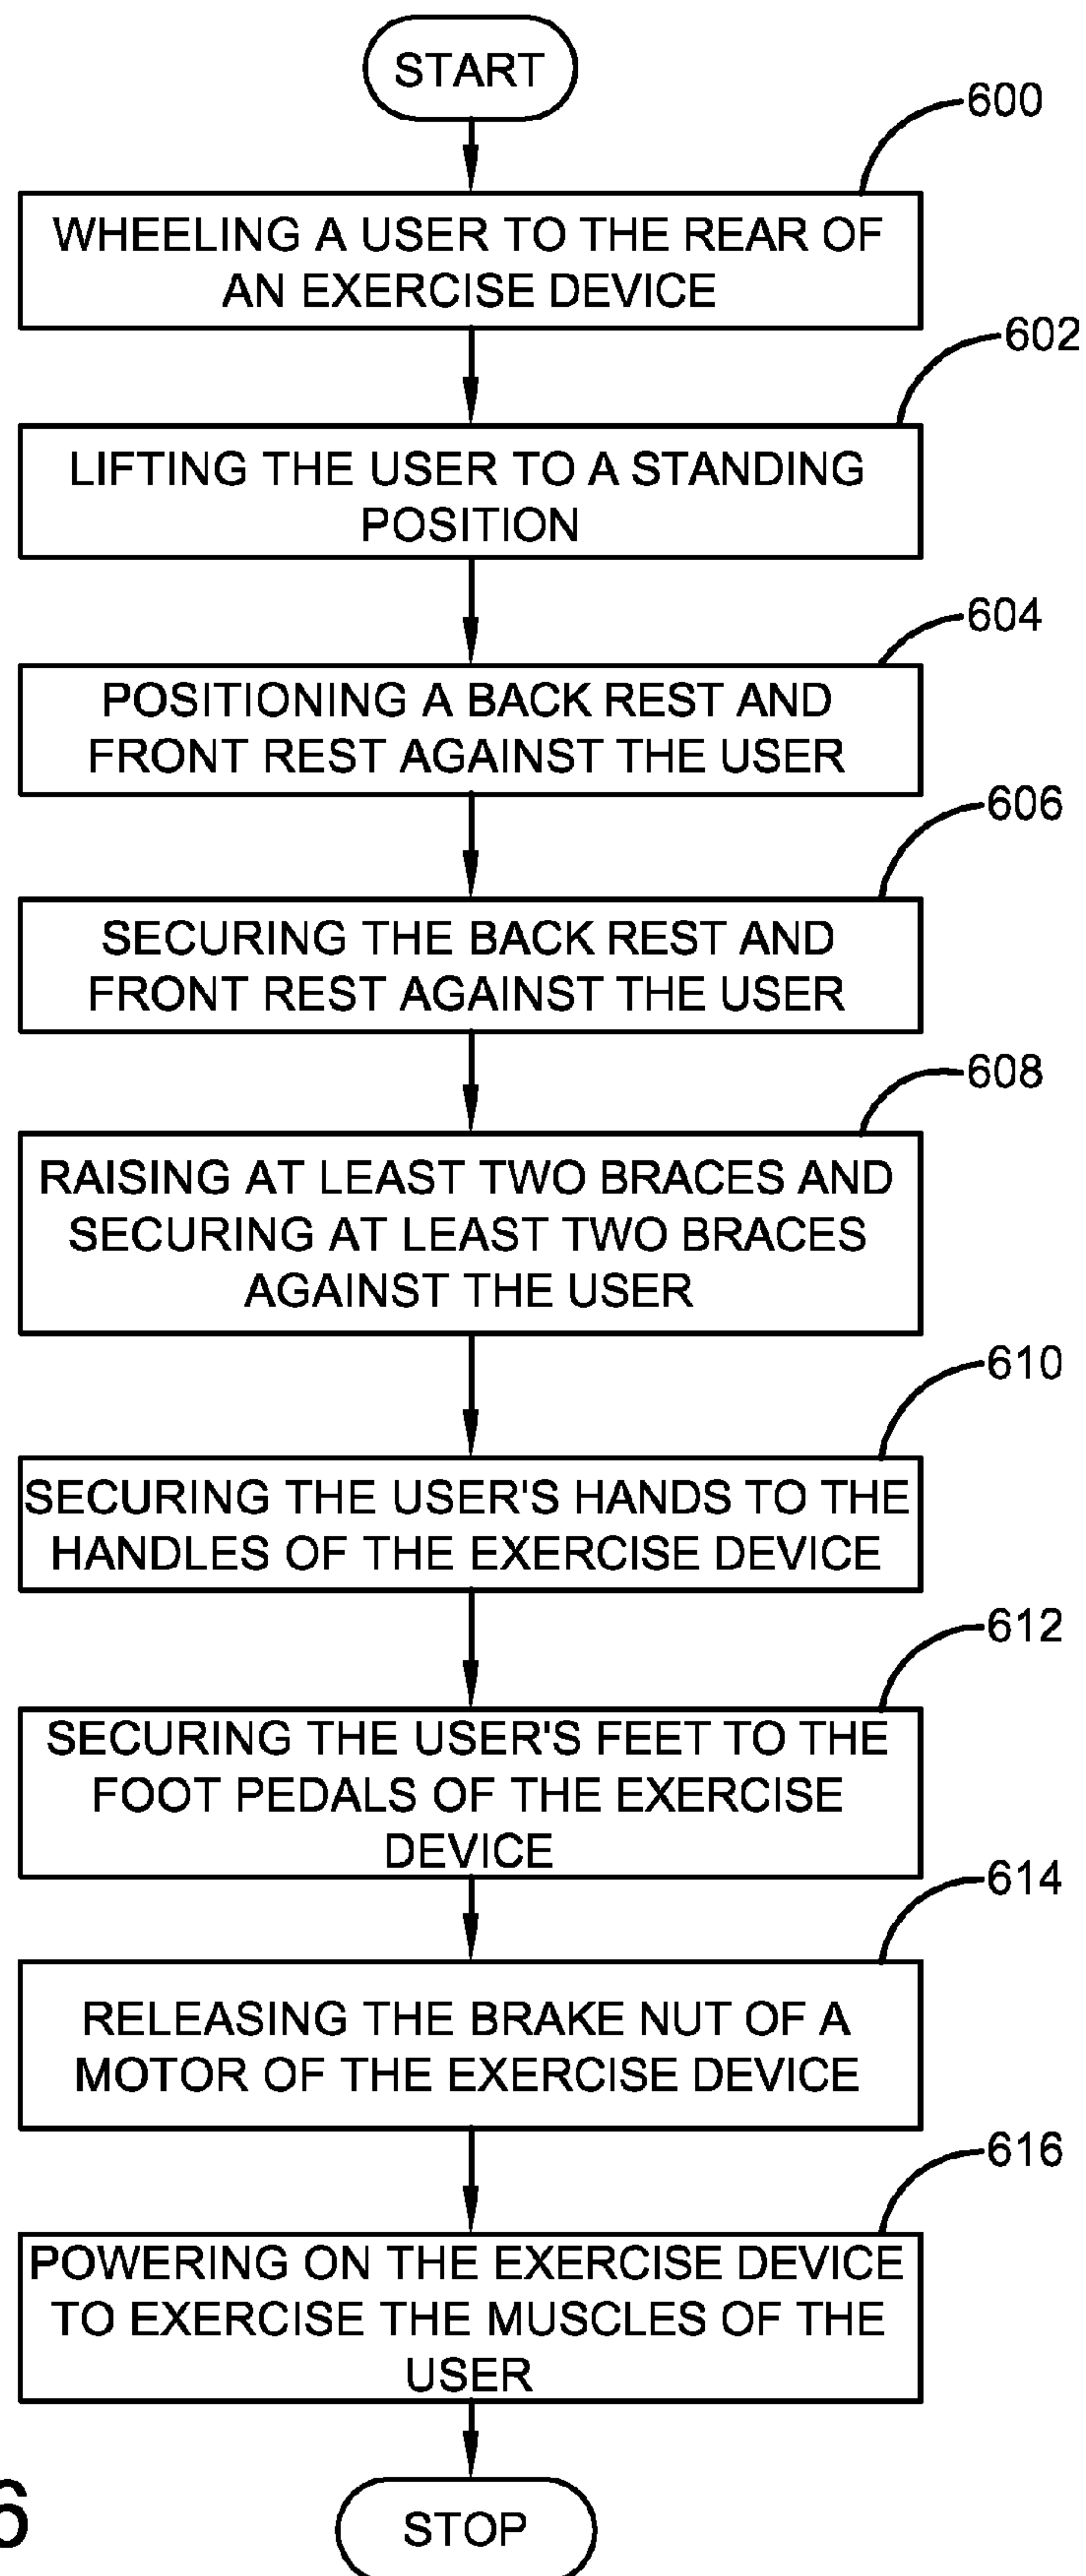 START
600
WHEELING A USER TO THE REAR OF
AN EXERCISE DEVICE
602
LIFTING THE USER TO A STANDING
POSITION
604
POSITIONING A BACK REST AND
FRONT REST AGAINST THE USER
606
SECURING THE BACK REST AND
FRONT REST AGAINST THE USER
608
RAISING AT LEAST TWO BRACES AND
SECURING AT LEAST TWO BRACES
AGAINST THE USER
610
SECURING THE USER'S HANDS TO THE
HANDLES OF THE EXERCISE DEVICE
612
SECURING THE USER'S FEET TO THE
FOOT PEDALS OF THE EXERCISE
DEVICE
614
RELEASING THE BRAKE NUT OF A
MOTOR OF THE EXERCISE DEVICE
616
POWERING ON THE EXERCISE DEVICE
TO EXERCISE THE MUSCLES OF THE
USER
6
STOP